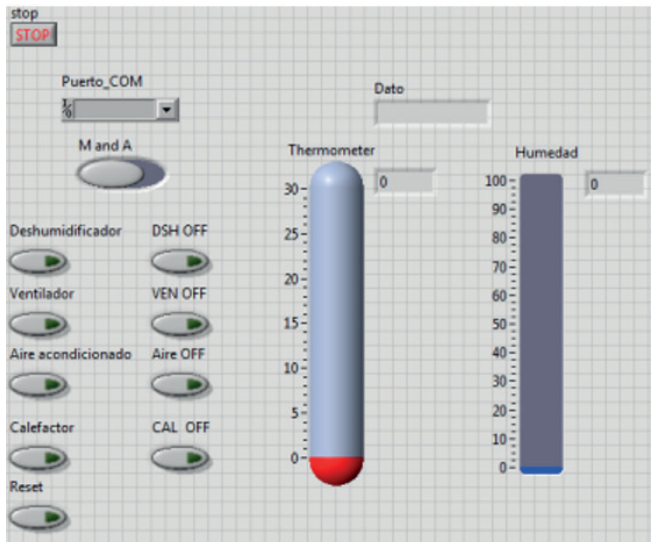 stop
STOP
Puerto_COM
Dato
M and A
Thermometer
0
Humedad
0
30
25
20
15
10
5
0
100
90
80
70
60
50
40
30
20
10
0
Deshumidificador
DSH OFF
Ventilador
VEN OFF
Aire acondicionado
Aire OFF
Calefactor
CAL OFF
Reset